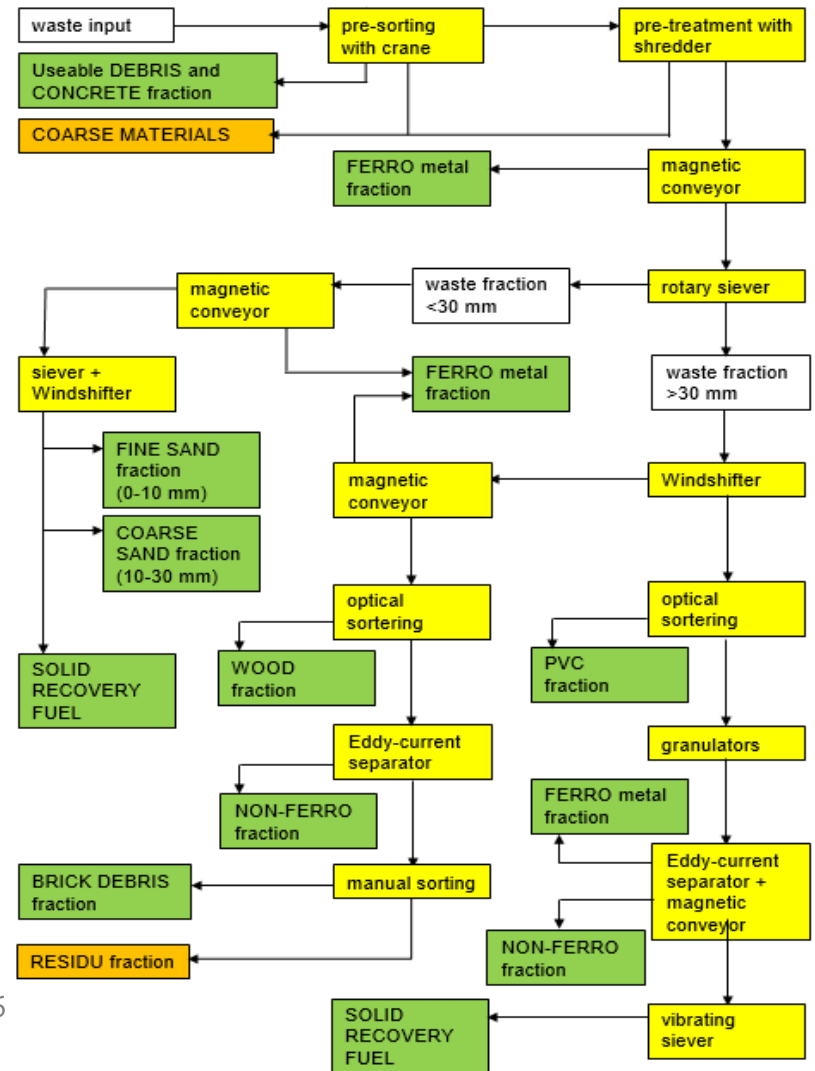 waste input
pre-sorting
with crane
pre-treatment with
shredder
Useable DEBRIS and
CONCRETE fraction
COARSE MATERIALS
FERRO metal
fraction
magnetic
conveyor
magnetic
conveyor
waste fraction
<30 mm
rotary siever
siever +
Windshifter
FERRO metal
fraction
waste fraction
>30 mm
FINE SAND
fraction
(0-10 mm)
magnetic
conveyor
Windshifter
COARSE
SAND fraction
(10-30 mm)
optical
sortering
optical
sortering
SOLID
RECOVERY
FUEL
WOOD
fraction
PVC
fraction
Eddy-current
separator
granulators
NON-FERRO
fraction
FERRO metal
fraction
BRICK DEBRIS
fraction
manual sorting
Eddy-current
separator +
magnetic
conveyor
RESIDU fraction
NON-FERRO
fraction
SOLID
RECOVERY
FUEL
vibrating
siever